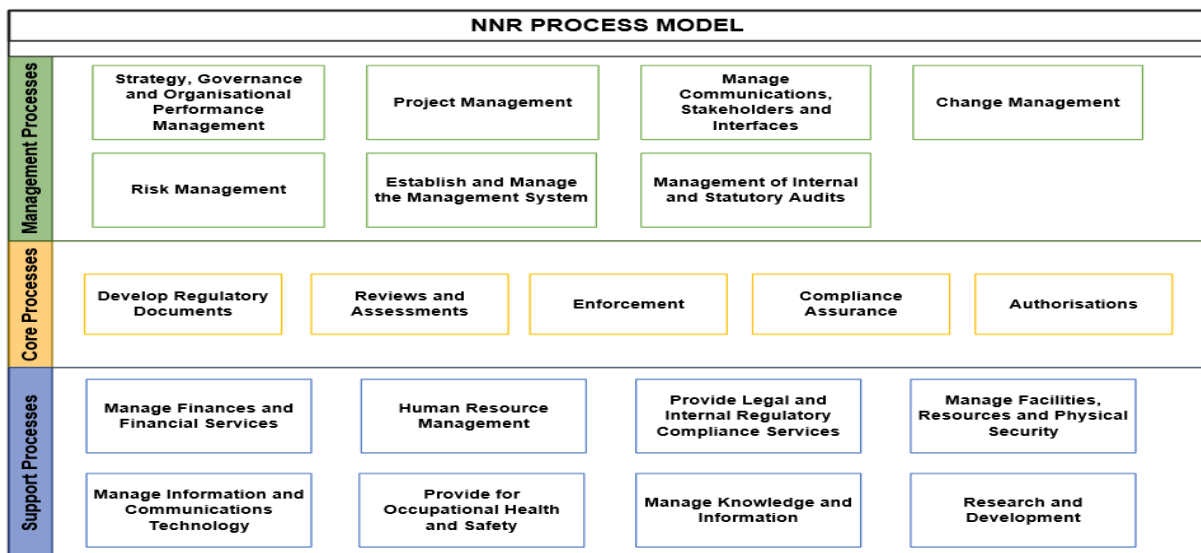 NNR PROCESS MODEL
Management Processes
Strategy, Governance
and Organisational
Performance
Management
Project Management
Manage
Communications,
Stakeholders and
Interfaces
Change Management
Risk Management
Establish and Manage
the Management System
Management of Internal
and Statutory Audits
Core Processes
Develop Regulatory
Documents
Reviews and
Assessments
Enforcement
Compliance
Assurance
Authorisations
Support Processes
Manage Finances and
Financial Services
Human Resource
Management
Provide Legal and
Internal Regulatory
Compliance Services
Manage Facilities,
Resources and Physical
Security
Manage Information and
Communications
Technology
Provide for
Occupational Health
and Safety
Manage Knowledge and
Information
Research and
Development